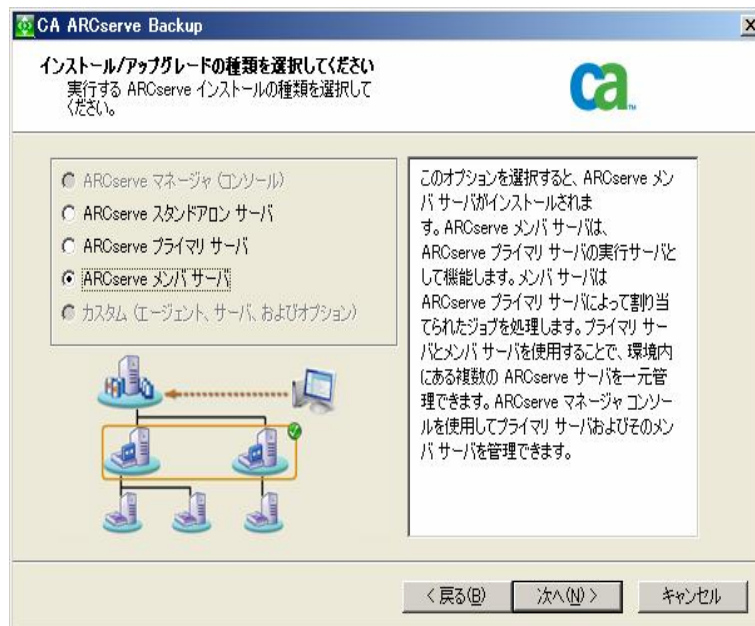 CA ARCserve Backup
インストール/アップグレードの種類を選択してください
実行する ARCserve インストールの種類を選択して
ください。
ca
ARCserve マネージャ (コンソール)
ARCserve スタンドアロン サーバ
ARCserve プライマリ サーバ
ARCserve メンバ サーバ
カスタム (エージェント、サーバ、およびオプション)
このオプションを選択すると、ARCserve メン
バ サーバがインストールされま
す。ARCserve メンバ サーバは、
ARCserve プライマリ サーバの実行サーバと
して機能します。メンバ サーバは
ARCserve プライマリ サーバによって割り当
てられたジョブを処理します。プライマリ サー
バとメンバ サーバを使用することで、環境内
にある複数の ARCserve サーバを一元管
理できます。ARCserve マネージャ コンソー
ルを使用してプライマリ サーバおよびそのメン
バ サーバを管理できます。
< 戻る(B)
次へ(N) >
キャンセル